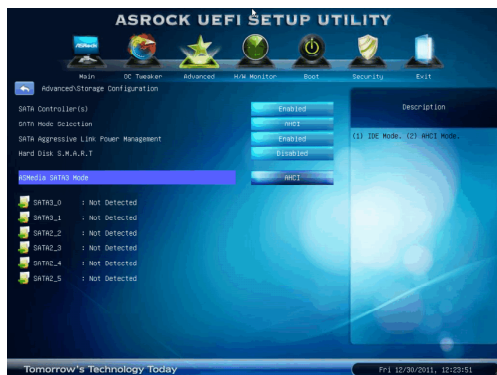 ASROCK UEFI SETUP UTILITY
ASRock
Main OC Tweaker Advanced H/W Monitor Boot Security Exit
Advanced\Storage Configuration
Description
SATA Controller(s) Enabled
SATA Mode Selection AHCI
SATA Aggressive Link Power Management Enabled
Hard Disk S.M.A.R.T Disabled
(1) IDE Mode. (2) AHCI Mode.
ASMedia SATA3 Mode AHCI
SATA3_0 : Not Detected
SATA3_1 : Not Detected
SATA2_2 : Not Detected
SATA2_3 : Not Detected
SATA2_4 : Not Detected
SATA2_5 : Not Detected
Tomorrow's Technology Today
Fri 12/30/2011, 12:23:51